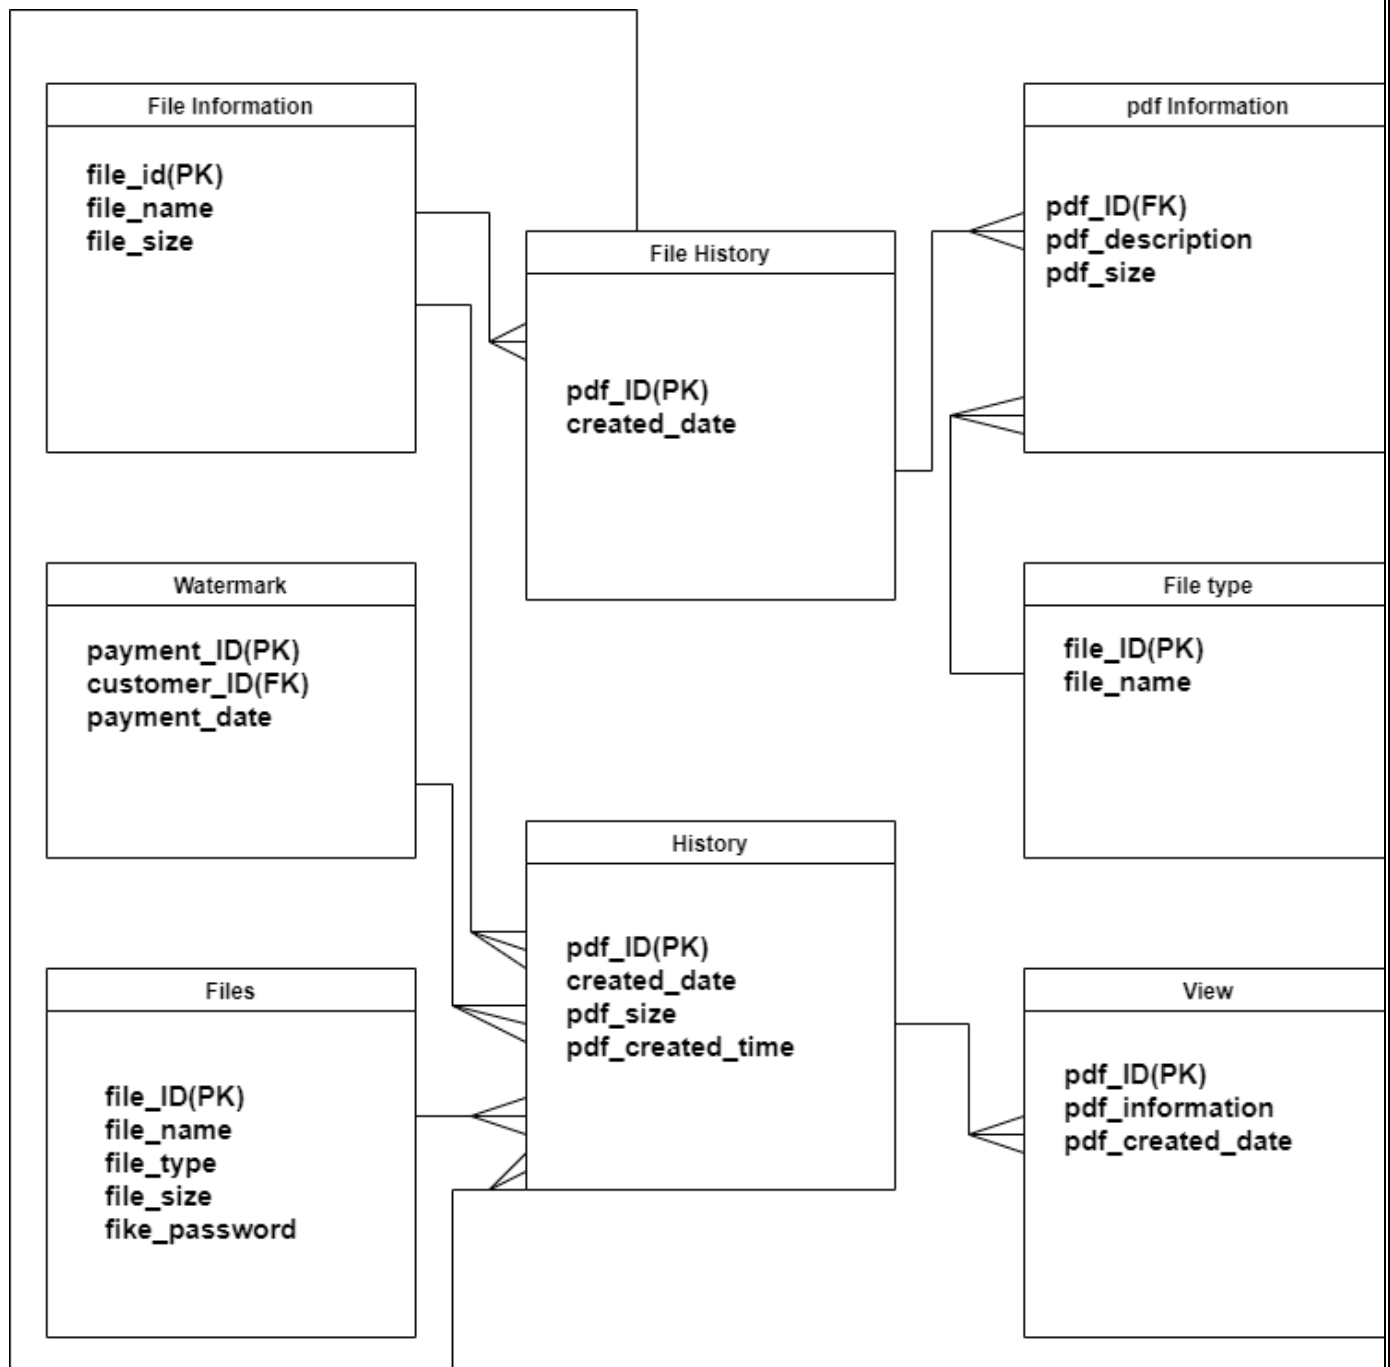 File Information
file_id(PK)
file_name
file_size
File History
pdf_ID(PK)
created_date
pdf Information
pdf_ID(FK)
pdf_description
pdf_size
Watermark
payment_ID(PK)
customer_ID(FK)
payment_date
File type
file_ID(PK)
file_name
History
pdf_ID(PK)
created_date
pdf_size
pdf_created_time
Files
file_ID(PK)
file_name
file_type
file_size
fike_password
View
pdf_ID(PK)
pdf_information
pdf_created_date